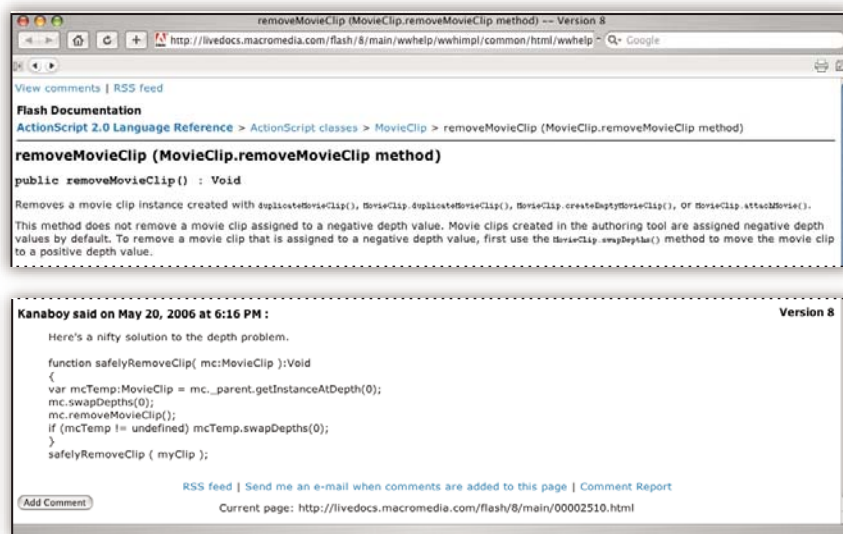 removeMovieClip (MovieClip.removeMovieClip method) -- Version 8
http://livedocs.macromedia.com/flash/8/main/wwhelp/wwhimpl/common/html/wwhelp Google
View comments | RSS feed
Flash Documentation
ActionScript 2.0 Language Reference > ActionScript classes > MovieClip > removeMovieClip (MovieClip.removeMovieClip method)
removeMovieClip (MovieClip.removeMovieClip method)
public removeMovieClip() : Void
Removes a movie clip instance created with duplicateMovieClip(), MovieClip.duplicateMovieClip(), MovieClip.createEmptyMovieClip(), or MovieClip.attachMovie().
This method does not remove a movie clip assigned to a negative depth value. Movie clips created in the authoring tool are assigned negative depth
values by default. To remove a movie clip that is assigned to a negative depth value, first use the MovieClip.swapDepths() method to move the movie clip
to a positive depth value.
Kanaboy said on May 20, 2006 at 6:16 PM : Version 8
Here's a nifty solution to the depth problem.
function safelyRemoveClip( mc:MovieClip ):Void
{
var mcTemp:MovieClip = mc._parent.getInstanceAtDepth(0);
mc.swapDepths(0);
mc.removeMovieClip();
if (mcTemp != undefined) mcTemp.swapDepths(0);
}
safelyRemoveClip ( myClip );
RSS feed | Send me an e-mail when comments are added to this page | Comment Report
Add Comment
Current page: http://livedocs.macromedia.com/flash/8/main/00002510.html